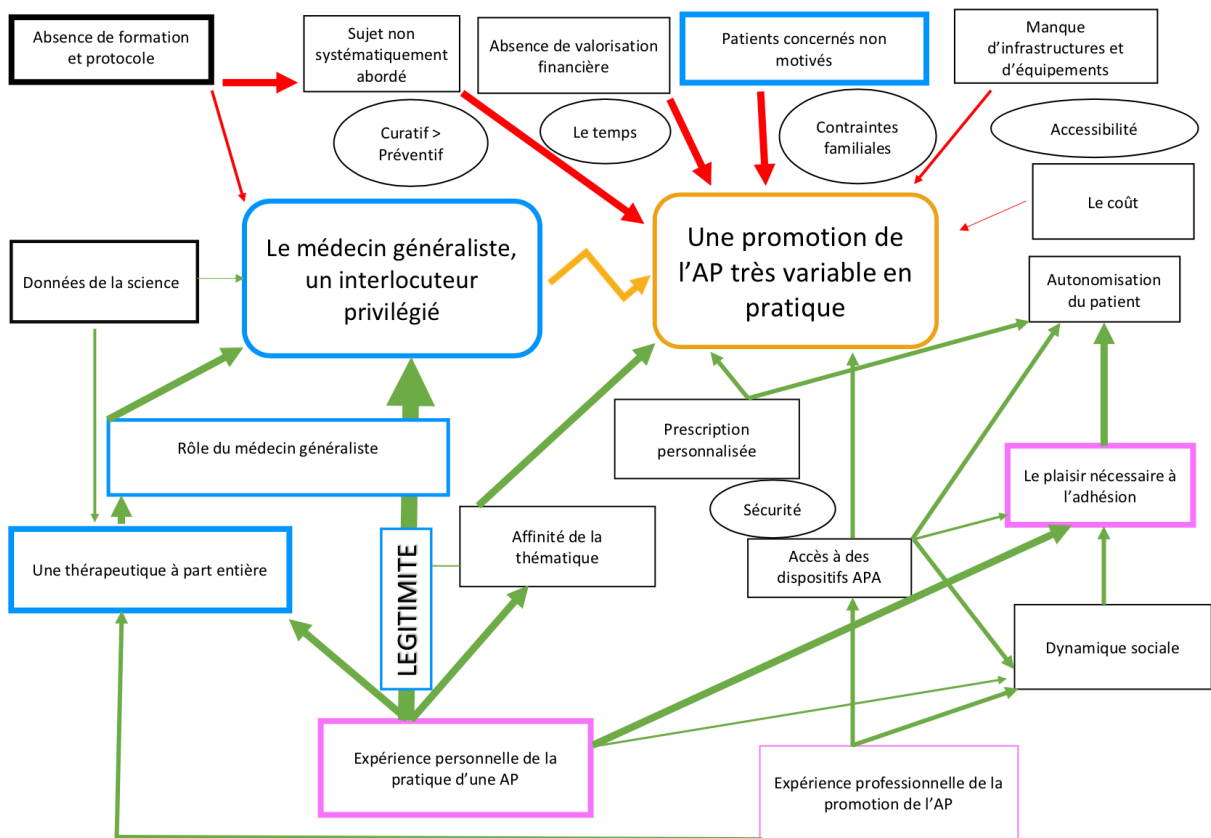 Absence de formation
et protocole
Sujet non
systématiquement
abordé
Absence de valorisation
financière
Patients concernés non
motivés
Manque
d’infrastructures et
d’équipements
Curatif >
Préventif
Le temps
Contraintes
familiales
Accessibilité
Le coût
Le médecin généraliste,
un interlocuteur
privilégié
Une promotion de
l’AP très variable en
pratique
Données de la science
Autonomisation
du patient
Rôle du médecin généraliste
Prescription
personnalisée
Le plaisir nécessaire à
l’adhésion
Sécurité
Une thérapeutique à part entière
LEGITIMITE
Affinité de la
thématique
Accès à des
dispositifs APA
Dynamique sociale
Expérience personnelle de la
pratique d’une AP
Expérience professionnelle de la
promotion de l’AP